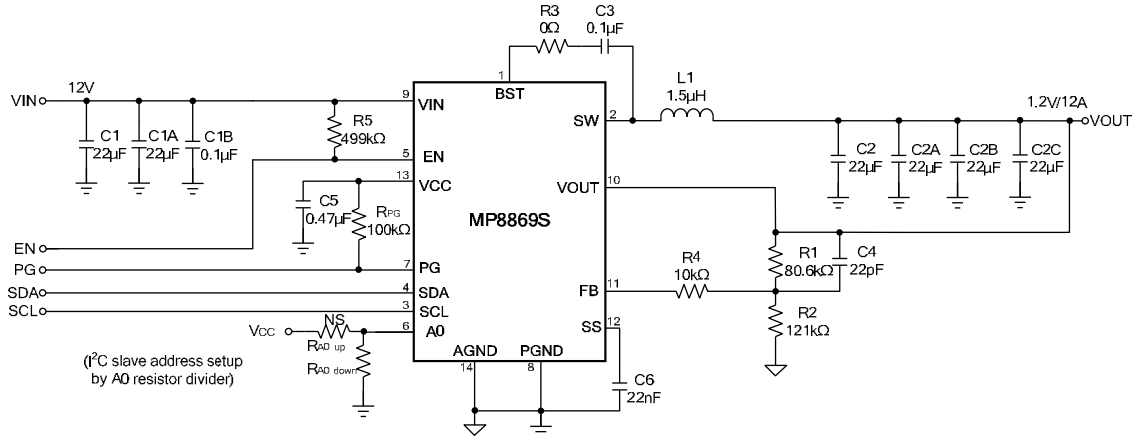 R3
0Ω
C3
0.1µF
1
BST
VIN
12V
9
VIN
C1
22µF
C1A
22µF
C1B
0.1µF
R5
499kΩ
5
EN
13
VCC
C5
0.47µF
RPG
100kΩ
EN
PG
7
PG
SDA
4
SDA
SCL
3
SCL
VCC
NS
6
A0
RA0 up
RA0 down
(I²C slave address setup
by A0 resistor divider)
MP8869S
SW
2
L1
1.5µH
1.2V/12A
VOUT
C2
22µF
C2A
22µF
C2B
22µF
C2C
22µF
VOUT
10
R1
80.6kΩ
C4
22pF
R4
10kΩ
FB
11
R2
121kΩ
SS
12
AGND
14
PGND
8
C6
22nF